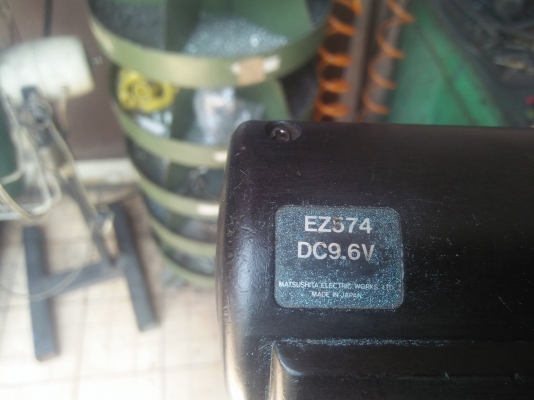 EZ574
DC9.6V
MATSUSHITA ELECTRIC WORKS, LTD.
MADE IN JAPAN